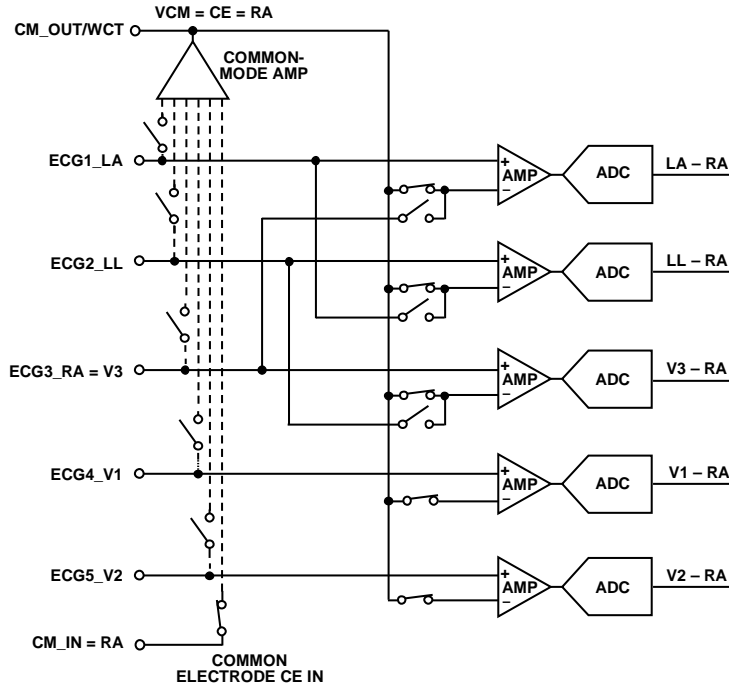 VCM = CE = RA
CM_OUT/WCT
COMMON-
MODE AMP
ECG1_LA
+
AMP
–
ADC
LA – RA
ECG2_LL
+
AMP
–
ADC
LL – RA
ECG3_RA = V3
+
AMP
–
ADC
V3 – RA
ECG4_V1
+
AMP
–
ADC
V1 – RA
ECG5_V2
+
AMP
–
ADC
V2 – RA
CM_IN = RA
COMMON
ELECTRODE CE IN